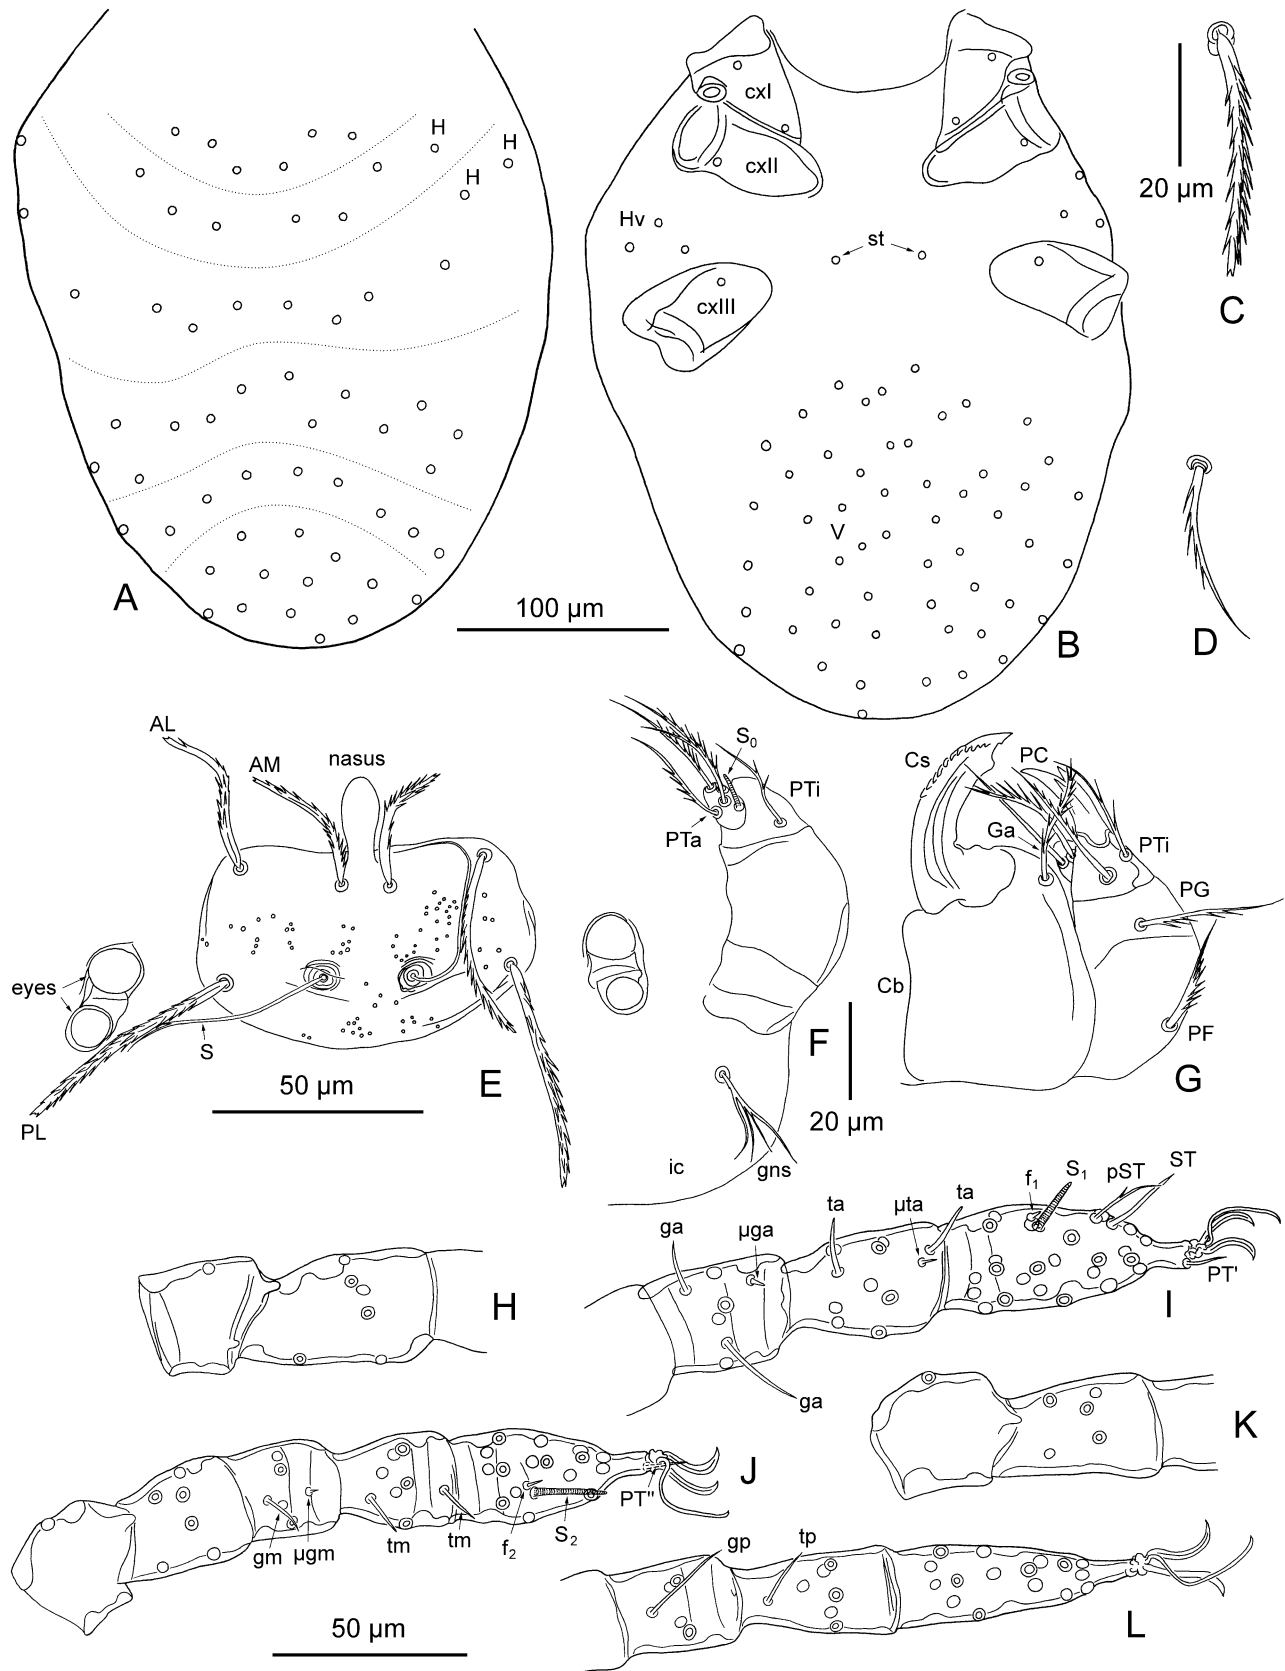 H
H
H
A
100 µm
cxI
cxII
Hv
st
cxIII
V
B
20 µm
C
D
AL
AM
nasus
eyes
S
PL
50 µm
E
S0
PTi
PTa
F
20 µm
ic
gns
Cs
PC
Ga
PTi
PG
Cb
PF
G
H
ga
µga
ta
µta
ta
f1
S1
pST
ST
PT'
ga
I
gm
µgm
tm
tm
f2
S2
PT''
J
50 µm
K
gp
tp
L